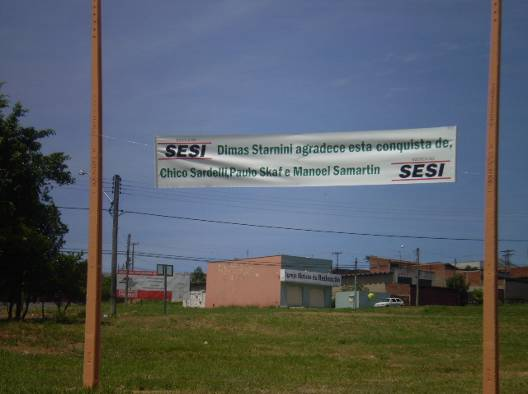 SESI Dimas Starnini agradece esta conquista de,
Chico Sardelli, Paulo Skaf e Manoel Samartin SESI